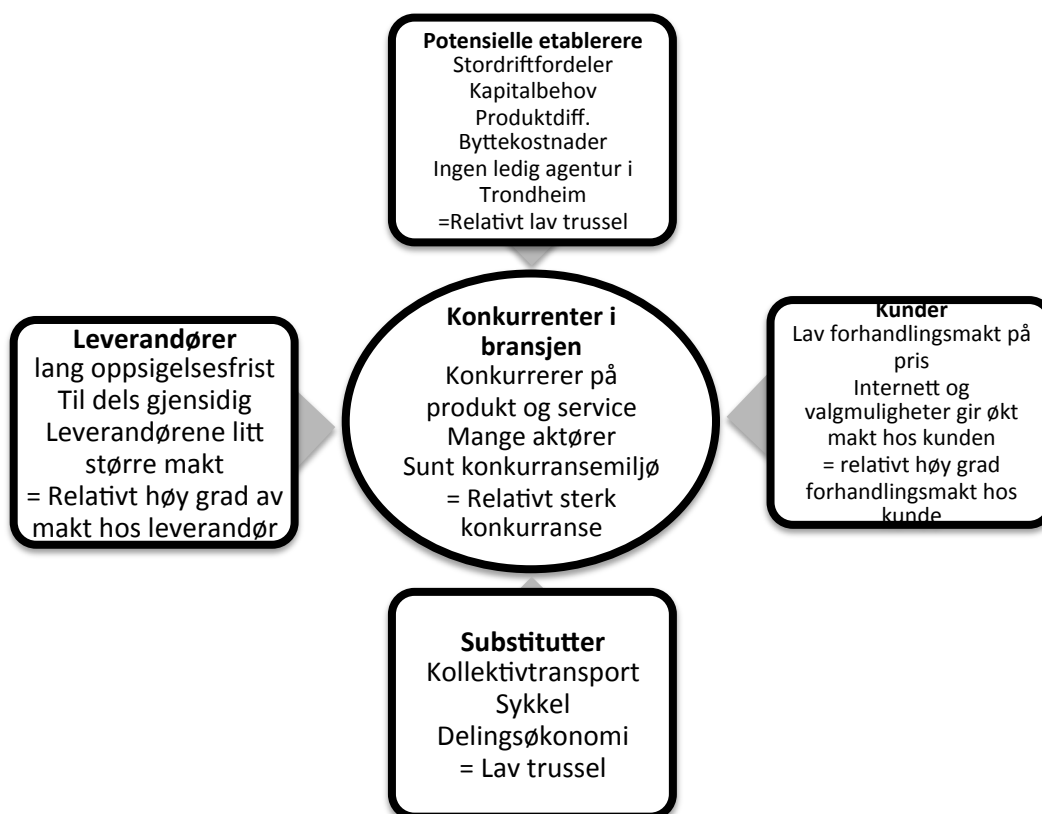 Potensielle etablerere
Stordriftfordeler
Kapitalbehov
Produktdiff.
Byttekostnader
Ingen ledig agentur i
Trondheim
=Relativt lav trussel
Leverandører
lang oppsigelsesfrist
Til dels gjensidig
Leverandørene litt
større makt
= Relativt høy grad av
makt hos leverandør
Konkurrenter i
bransjen
Konkurrerer på
produkt og service
Mange aktører
Sunt konkurransemiljø
= Relativt sterk
konkurranse
Kunder
Lav forhandlingsmakt på
pris
Internett og
valgmuligheter gir økt
makt hos kunden
= relativt høy grad
forhandlingsmakt hos
kunde
Substitutter
Kollektivtransport
Sykkel
Delingsøkonomi
= Lav trussel